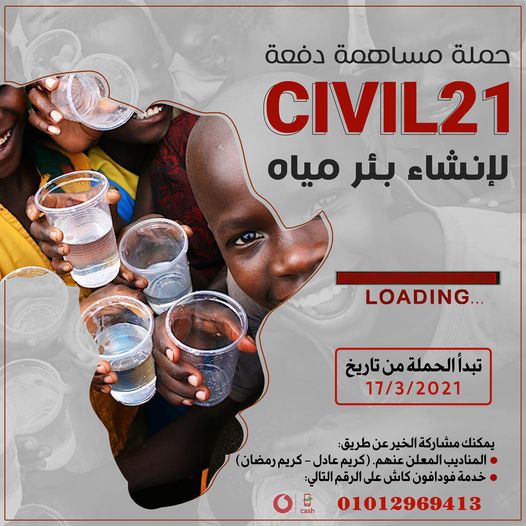 حملة مساهمة دفعة
CIVIL21
لإنشاء بئر مياه
LOADING...
تبدأ الحملة من تاريخ
17/3/2021
يمكنك مشاركة الخير عن طريق:
المناديب المعلن عنهم. (كريم عادل - كريم رمضان)
خدمة فودافون كاش على الرقم التالي:
cash 01012969413